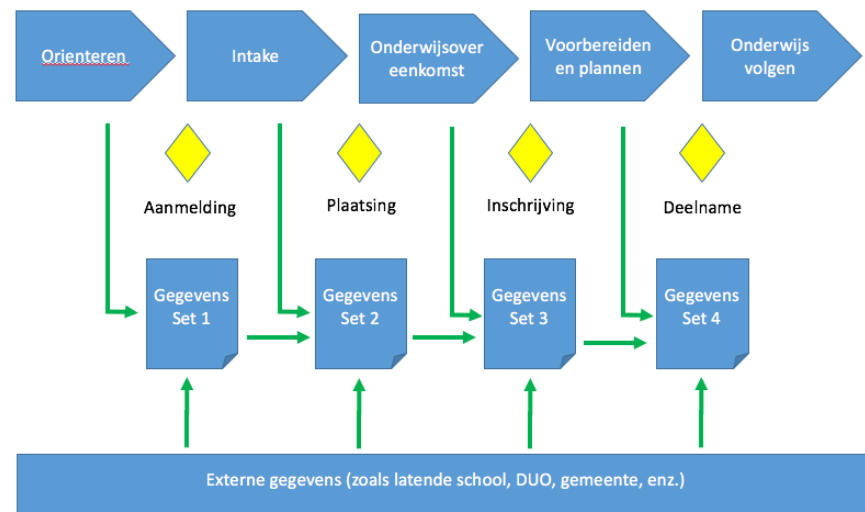 Orienteren
Intake
Onderwijsover
eenkomst
Voorbereiden
en plannen
Onderwijs
volgen
Aanmelding
Plaatsing
Inschrijving
Deelname
Gegevens
Set 1
Gegevens
Set 2
Gegevens
Set 3
Gegevens
Set 4
Externe gegevens (zoals latende school, DUO, gemeente, enz.)